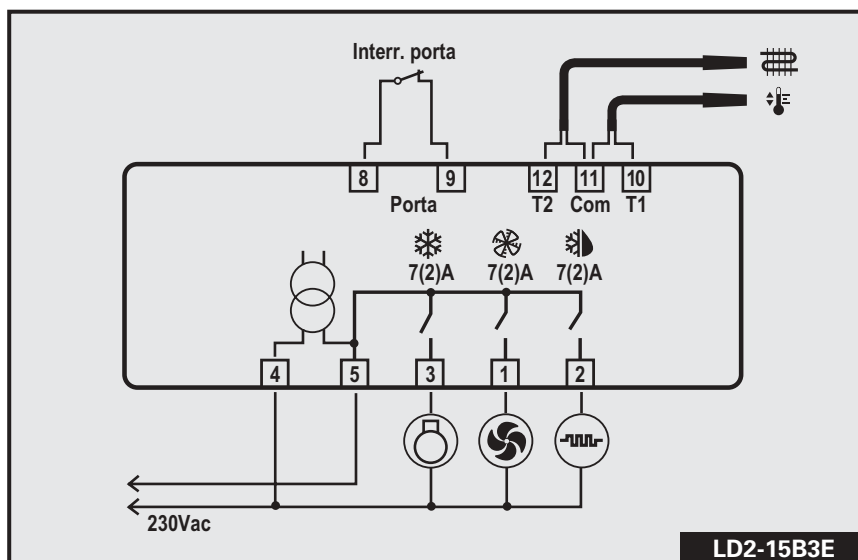 Interr. porta
8 9 12 11 10
Porta T2 Com T1
7(2)A 7(2)A 7(2)A
4 5 3 1 2
230Vac
LD2-15B3E